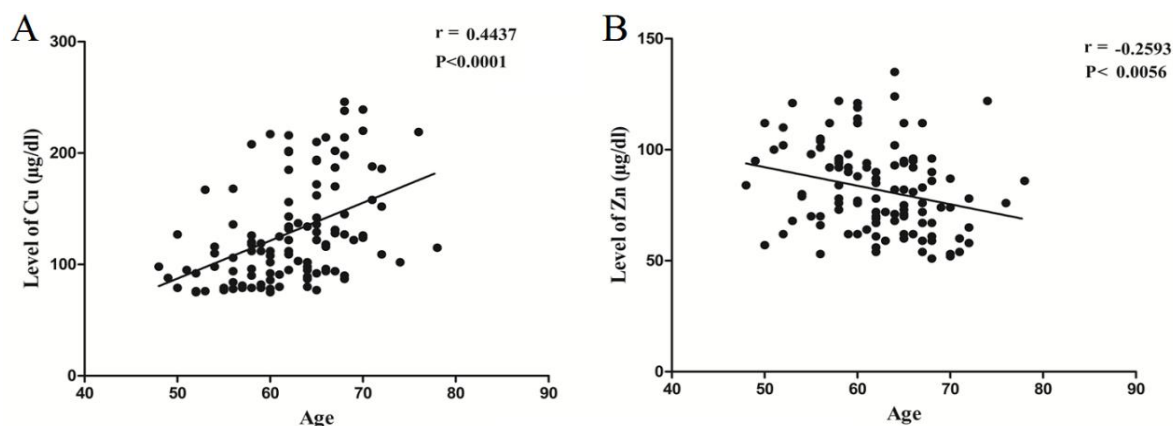 A
r = 0.4437
P<0.0001
Level of Cu (µg/dl)
300
200
100
0
40 50 60 70 80 90
Age
B
r = -0.2593
P< 0.0056
Level of Zn (µg/dl)
150
100
50
0
40 50 60 70 80 90
Age